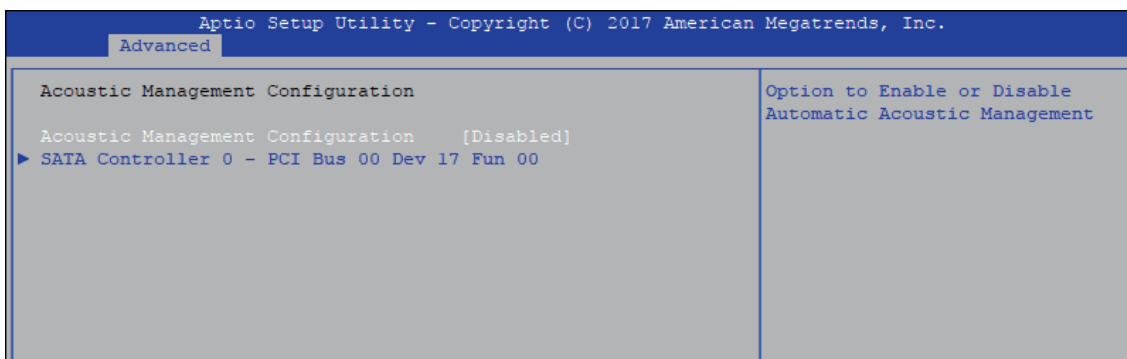 Aptio Setup Utility - Copyright (C) 2017 American Megatrends, Inc.
Advanced
Acoustic Management Configuration
Acoustic Management Configuration [Disabled]
► SATA Controller 0 - PCI Bus 00 Dev 17 Fun 00
Option to Enable or Disable
Automatic Acoustic Management